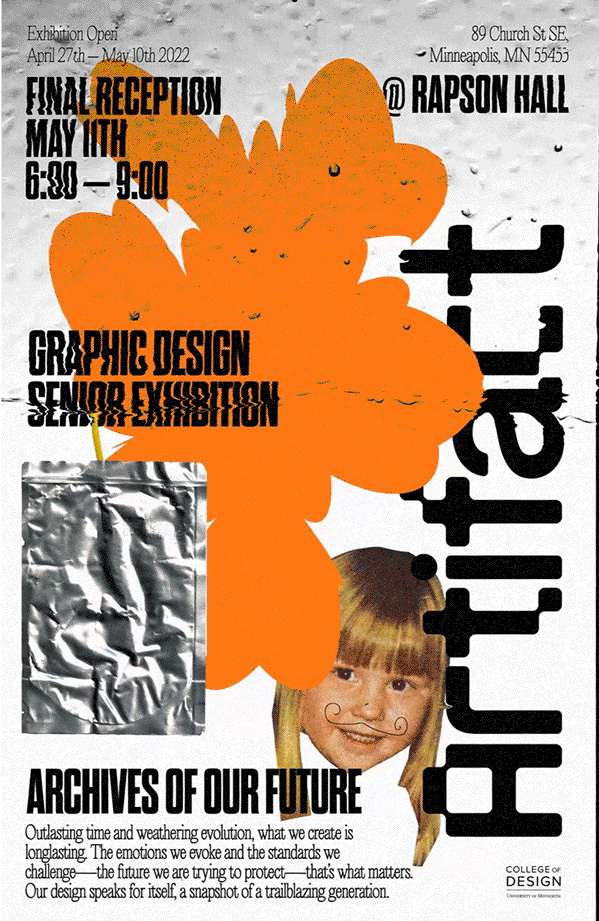 Exhibition Open
April 27th — May 10th 2022
89 Church St SE,
Minneapolis, MN 55455
FINAL RECEPTION
MAY 11TH
6:30 — 9:00
@ RAPSON HALL
GRAPHIC DESIGN
SENIOR EXHIBITION
Artifact
ARCHIVES OF OUR FUTURE
Outlasting time and weathering evolution, what we create is
longlasting. The emotions we evoke and the standards we
challenge—the future we are trying to protect—that's what matters.
Our design speaks for itself, a snapshot of a trailblazing generation.
COLLEGE OF
DESIGN
UNIVERSITY OF MINNESOTA